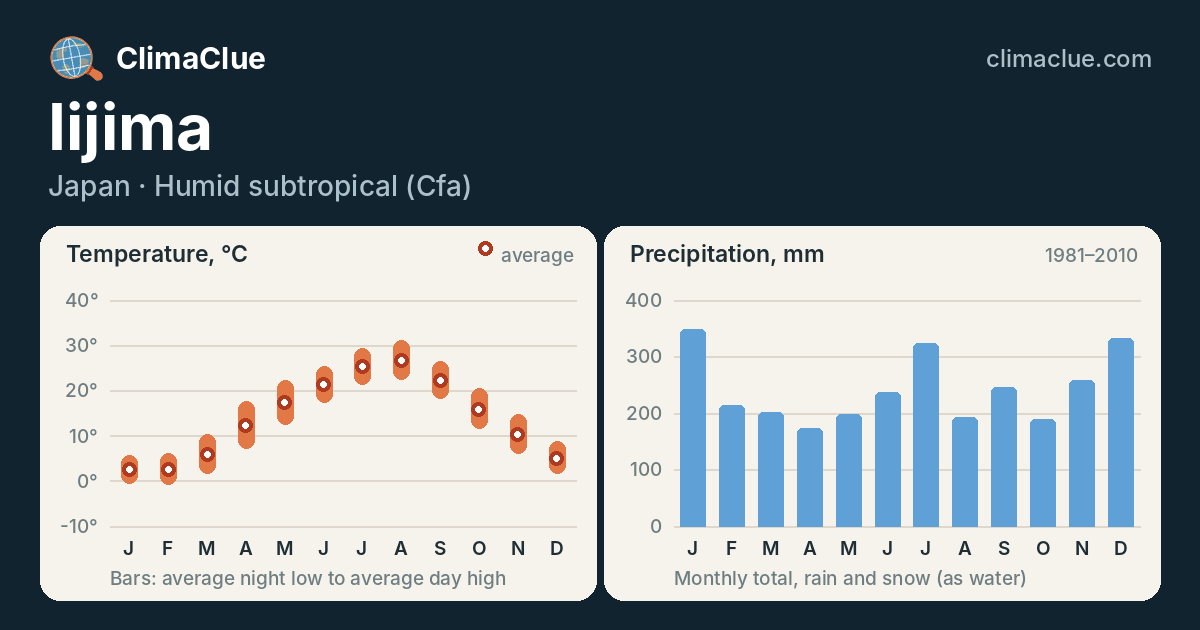 ClimaClue
climaclue.com
Iijima
Japan · Humid subtropical (Cfa)
Temperature, °C
average
40°
30°
20°
10°
0°
-10°
J F M A M J J A S O N D
Bars: average night low to average day high
Precipitation, mm
1981–2010
400
300
200
100
0
J F M A M J J A S O N D
Monthly total, rain and snow (as water)